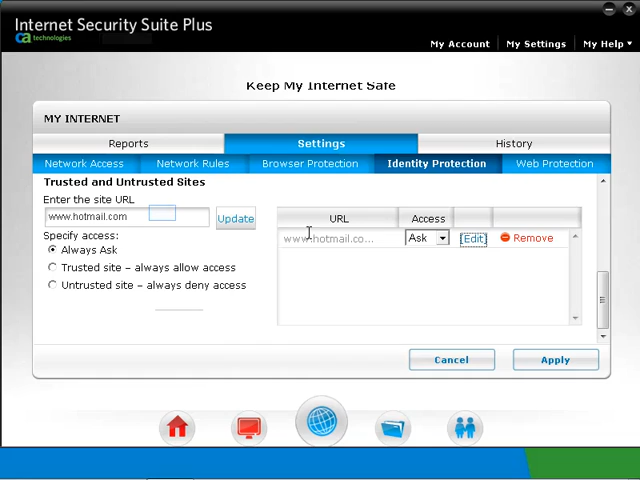 Internet Security Suite Plus
ca technologies
My Account
My Settings
My Help
Keep My Internet Safe
MY INTERNET
Reports
Settings
History
Network Access
Network Rules
Browser Protection
Identity Protection
Web Protection
Trusted and Untrusted Sites
Enter the site URL
www.hotmail.com
Update
Specify access:
Always Ask
Trusted site – always allow access
Untrusted site – always deny access
URL
Access
www.hotmail.co...
Ask
[Edit]
Remove
Cancel
Apply